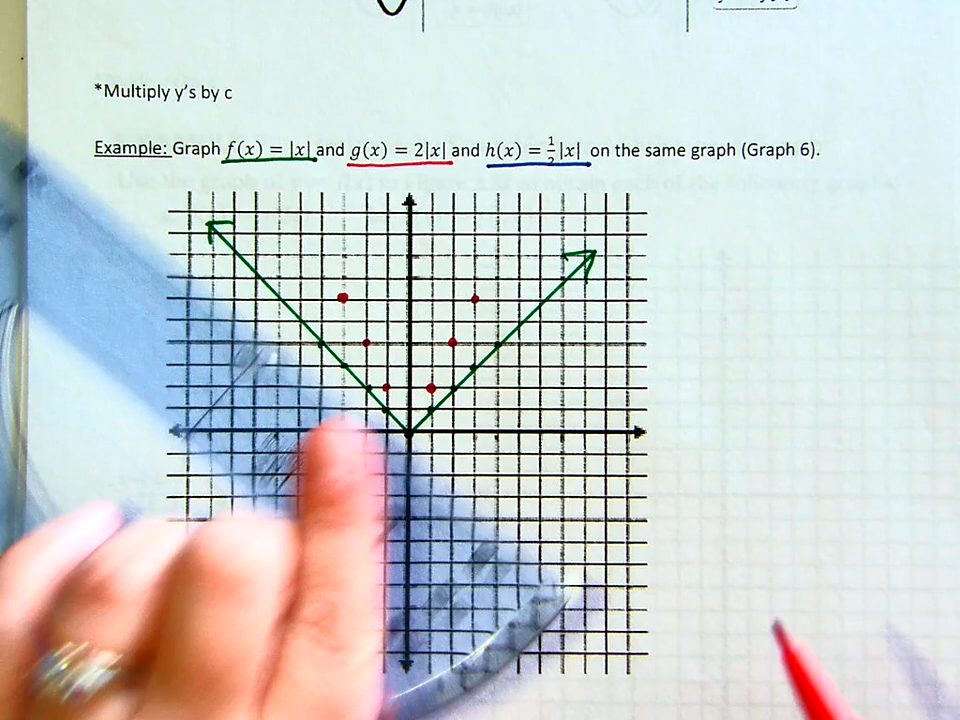 *Multiply y's by c
Example: Graph f(x) = |x| and g(x) = 2|x| and h(x) = ½|x| on the same graph (Graph 6).